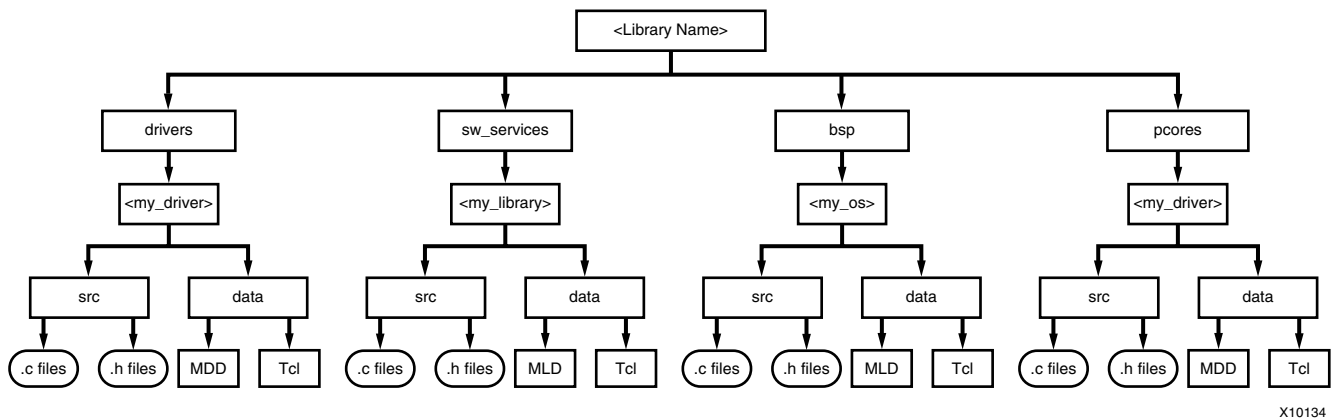 <Library Name>
drivers sw_services bsp pcores
<my_driver> <my_library> <my_os> <my_driver>
src data src data src data src data
.c files .h files MDD Tcl .c files .h files MLD Tcl .c files .h files MLD Tcl .c files .h files MDD Tcl
X10134